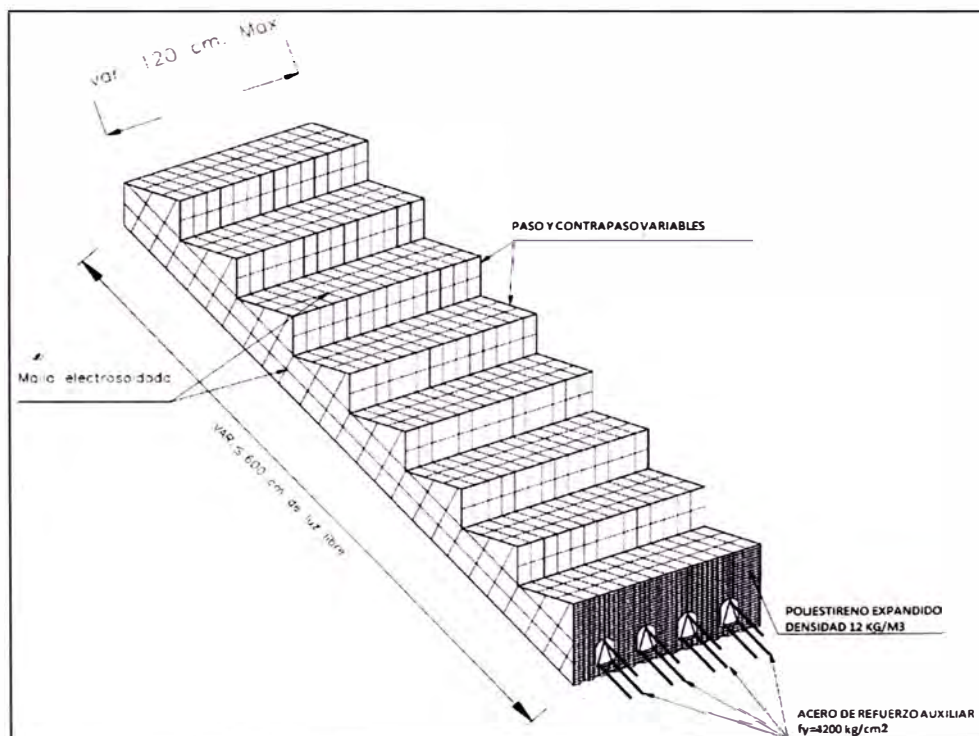 var. 120 cm. Max
PASO Y CONTRAPASO VARIABLES
Malla electrosoldada
VAR. ≤ 600 cm de luz libre
POLIESTIRENO EXPANDIDO
DENSIDAD 12 KG/M3
ACERO DE REFUERZO AUXILIAR
fy=4200 kg/cm2